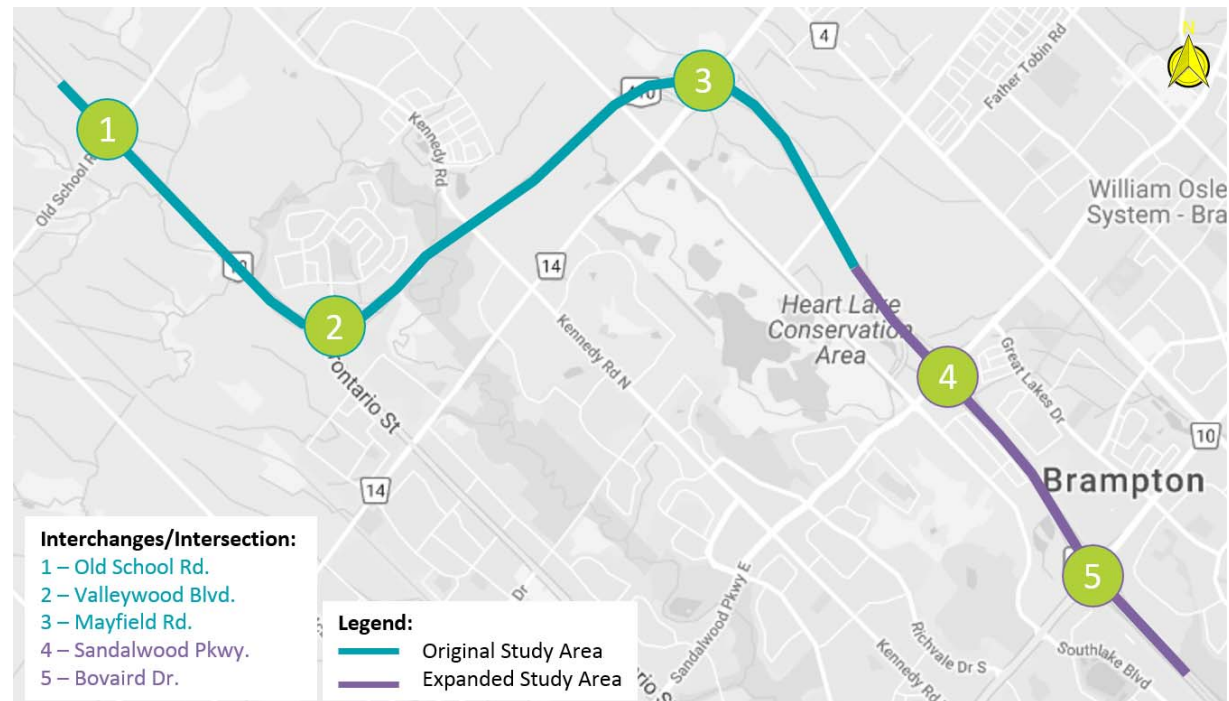 N
4
410
3
Father Tobin Rd
1
Kennedy Rd
Old School R
William Osle
System - Bra
10
14
Heart Lake
Conservation
Area
2
Kennedy Rd N
Great Lakes Dr
4
ontario St
10
Brampton
14
5
Interchanges/Intersection:
1 – Old School Rd.
2 – Valleywood Blvd.
3 – Mayfield Rd.
4 – Sandalwood Pkwy.
5 – Bovaird Dr.
Dr
Sandalwood Pkwy E
Legend:
Original Study Area
Expanded Study Area
Richvale Dr S
Kennedy Rd
Southlake Blvd
rio S